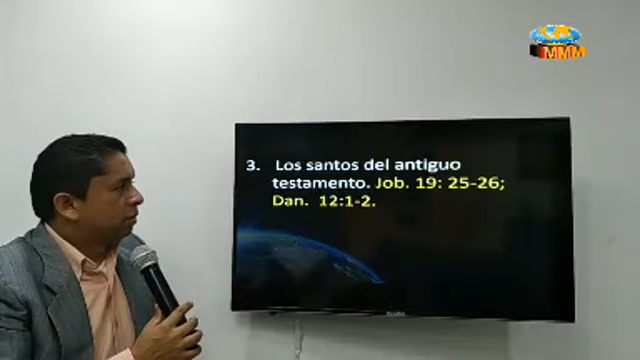 MMM
3. Los santos del antiguo
testamento. Job. 19: 25-26;
Dan. 12:1-2.